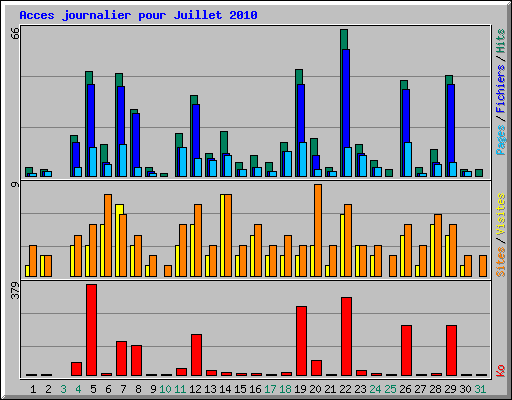 Acces journalier pour Juillet 2010
66
Pages / Fichiers / Hits
9
Sites / Visites
379
Ko
1 2 3 4 5 6 7 8 9 10 11 12 13 14 15 16 17 18 19 20 21 22 23 24 25 26 27 28 29 30 31